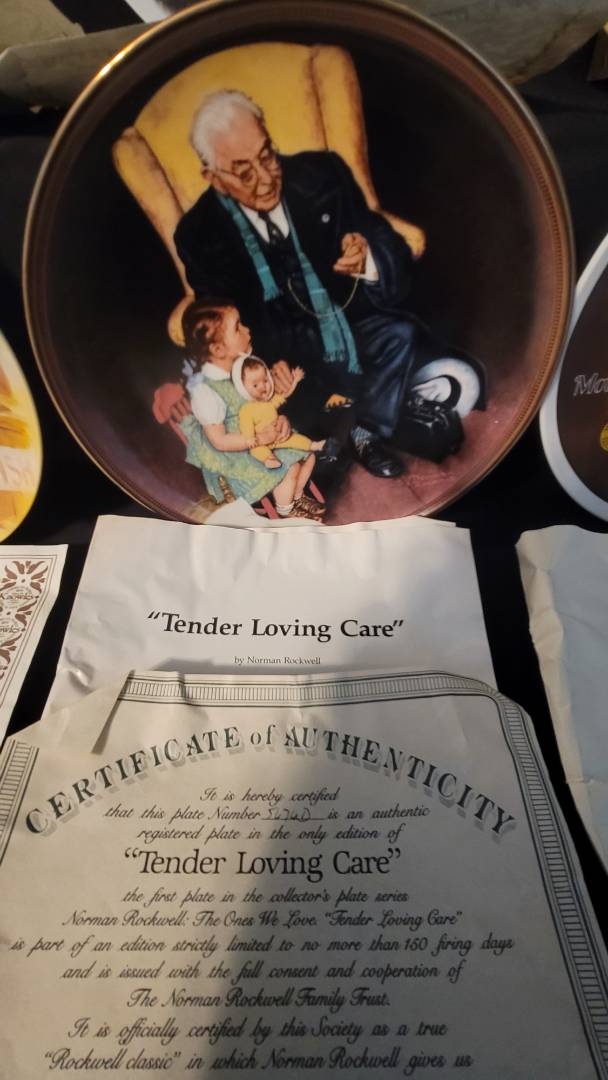 "Tender Loving Care"
by Norman Rockwell
CERTIFICATE of AUTHENTICITY
It is hereby certified
that this plate Number is an authentic
registered plate in the only edition of
"Tender Loving Care"
the first plate in the collector's plate series
Norman Rockwell: The Ones We Love. "Tender Loving Care"
is part of an edition strictly limited to no more than 150 firing days
and is issued with the full consent and cooperation of
The Norman Rockwell Family Trust.
It is officially certified by this Society as a true
"Rockwell classic" in which Norman Rockwell gives us
Knowles